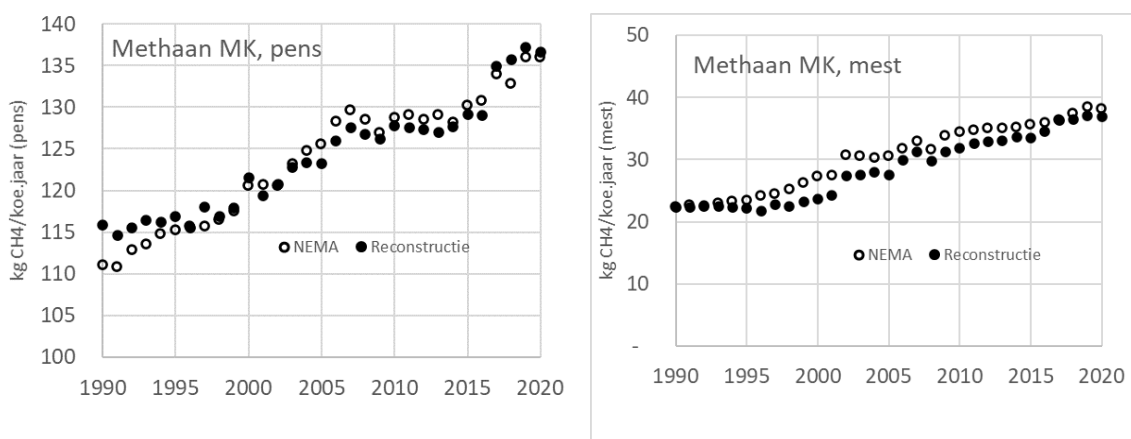 Methaan MK, pens
kg CH4/koe.jaar (pens)
140
135
130
125
120
115
110
105
100
NEMA
Reconstructie
1990 1995 2000 2005 2010 2015 2020
Methaan MK, mest
kg CH4/koe.jaar (mest)
50
40
30
20
10
-
NEMA
Reconstructie
1990 1995 2000 2005 2010 2015 2020